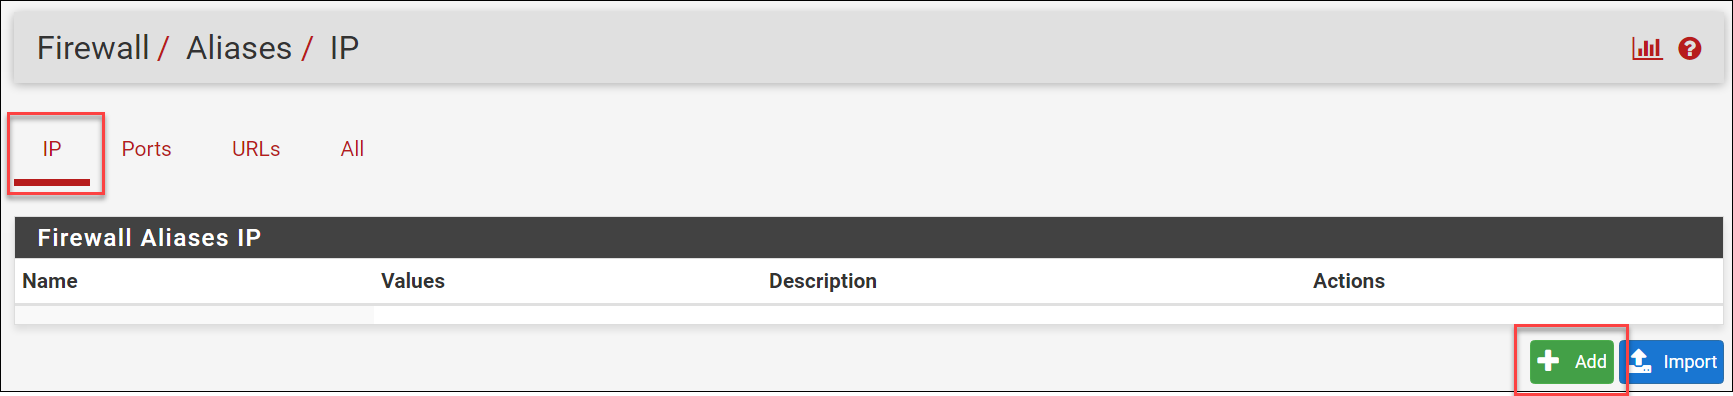 Firewall / Aliases / IP
IP Ports URLs All
Firewall Aliases IP
Name Values Description Actions
Add Import